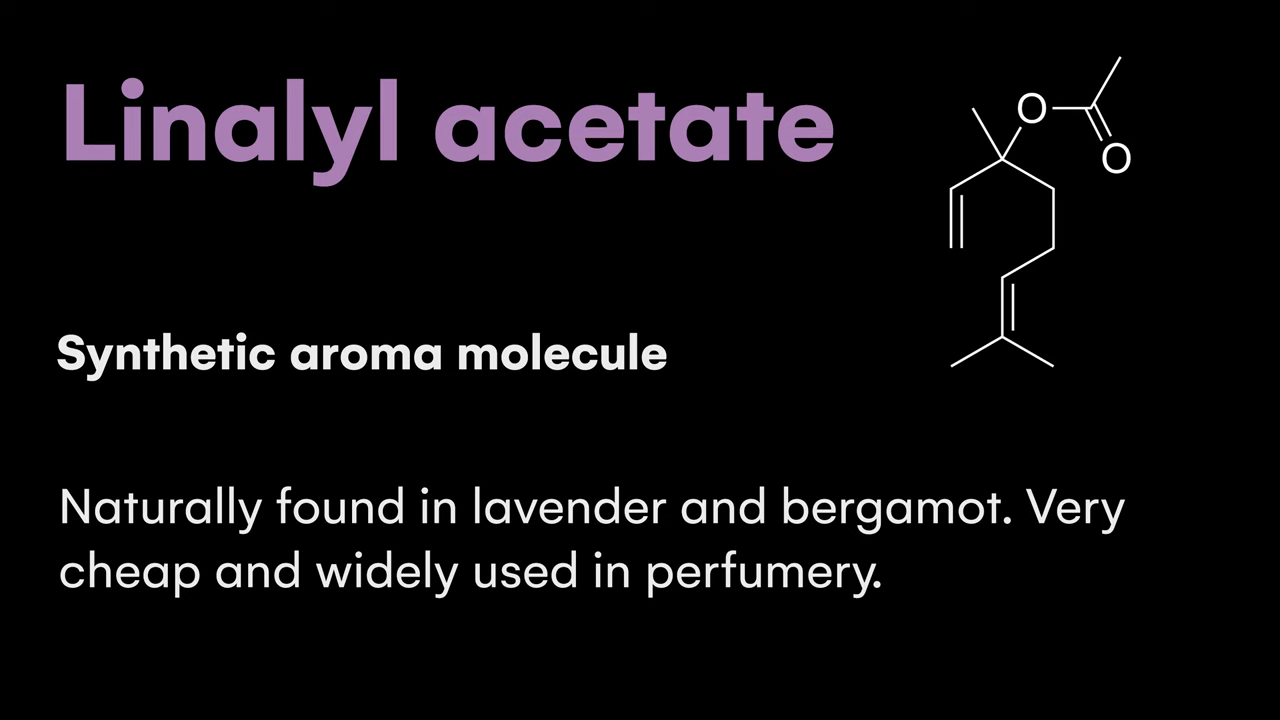 Linalyl acetate
O
O
Synthetic aroma molecule
Naturally found in lavender and bergamot. Very
cheap and widely used in perfumery.